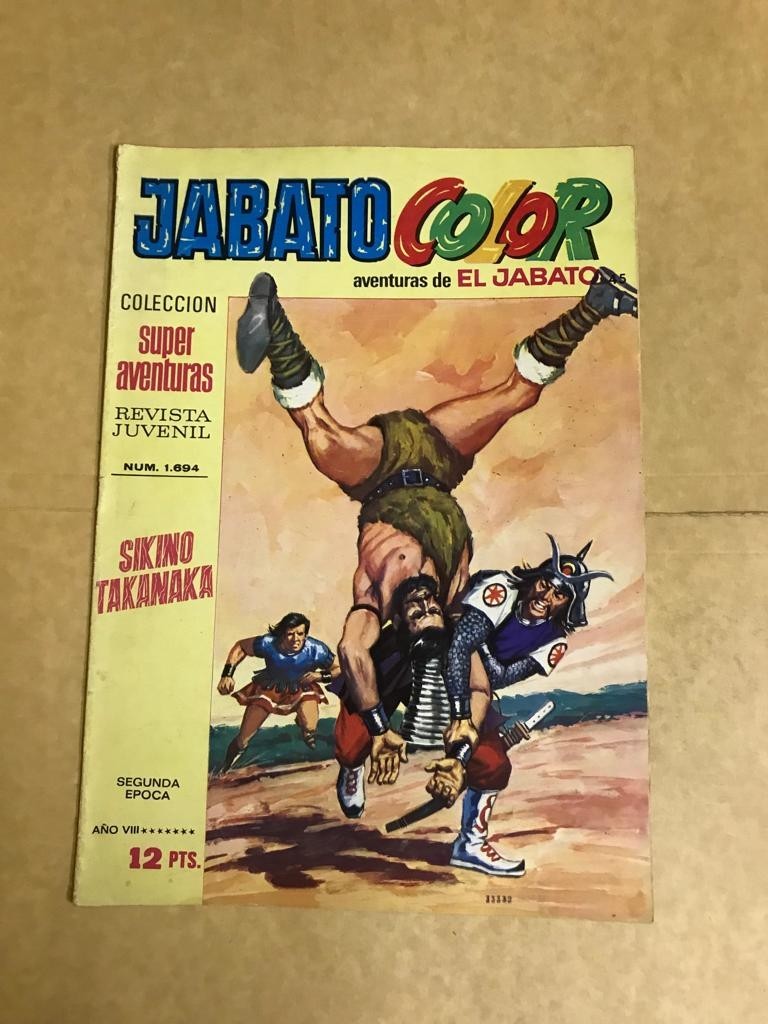 JABATO COLOR
aventuras de EL JABATO
COLECCION
super
aventuras
REVISTA
JUVENIL
NUM. 1.694
SIKINO
TAKANAKA
SEGUNDA
EPOCA
AÑO VIII ★★★★★★★
12 PTS.